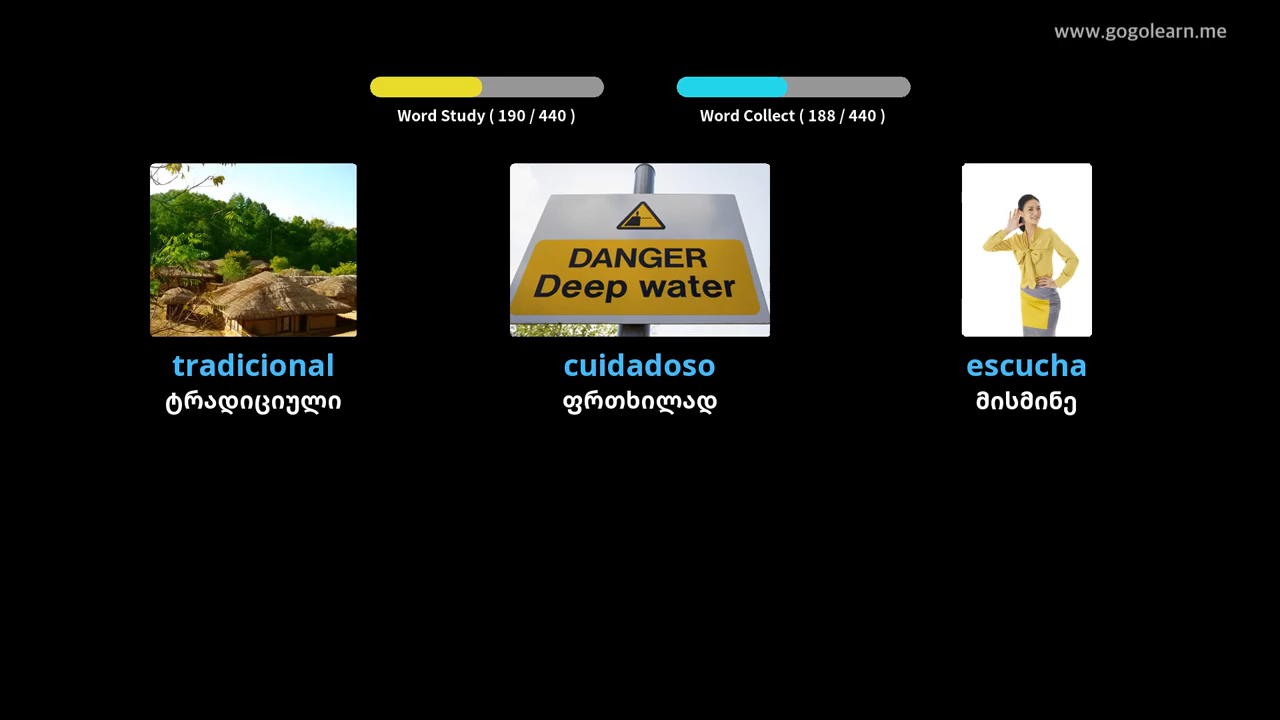 www.gogolearn.me
Word Study ( 190 / 440 )
Word Collect ( 188 / 440 )
DANGER
Deep water
tradicional
cuidadoso
escucha
ტრადიციული
ფრთხილად
მისმინე